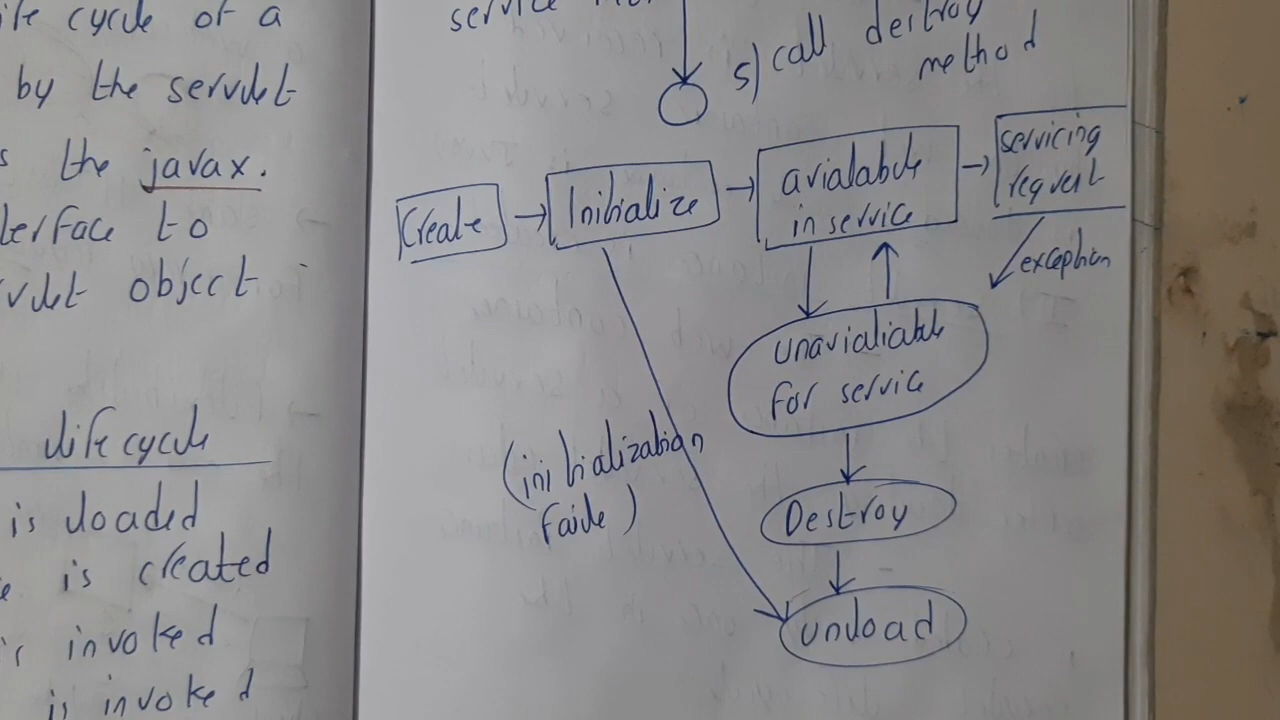 ife cycle of a
by the servlet
s the javax.
terface to
rvlet object
life cycle
is loaded
e is created
is invoked
is invoked
service
5) call destroy
method
Create
Initialize
avialable
in service
servicing
request
exception
unavialiable
for service
(initialization
faile)
Destroy
unload